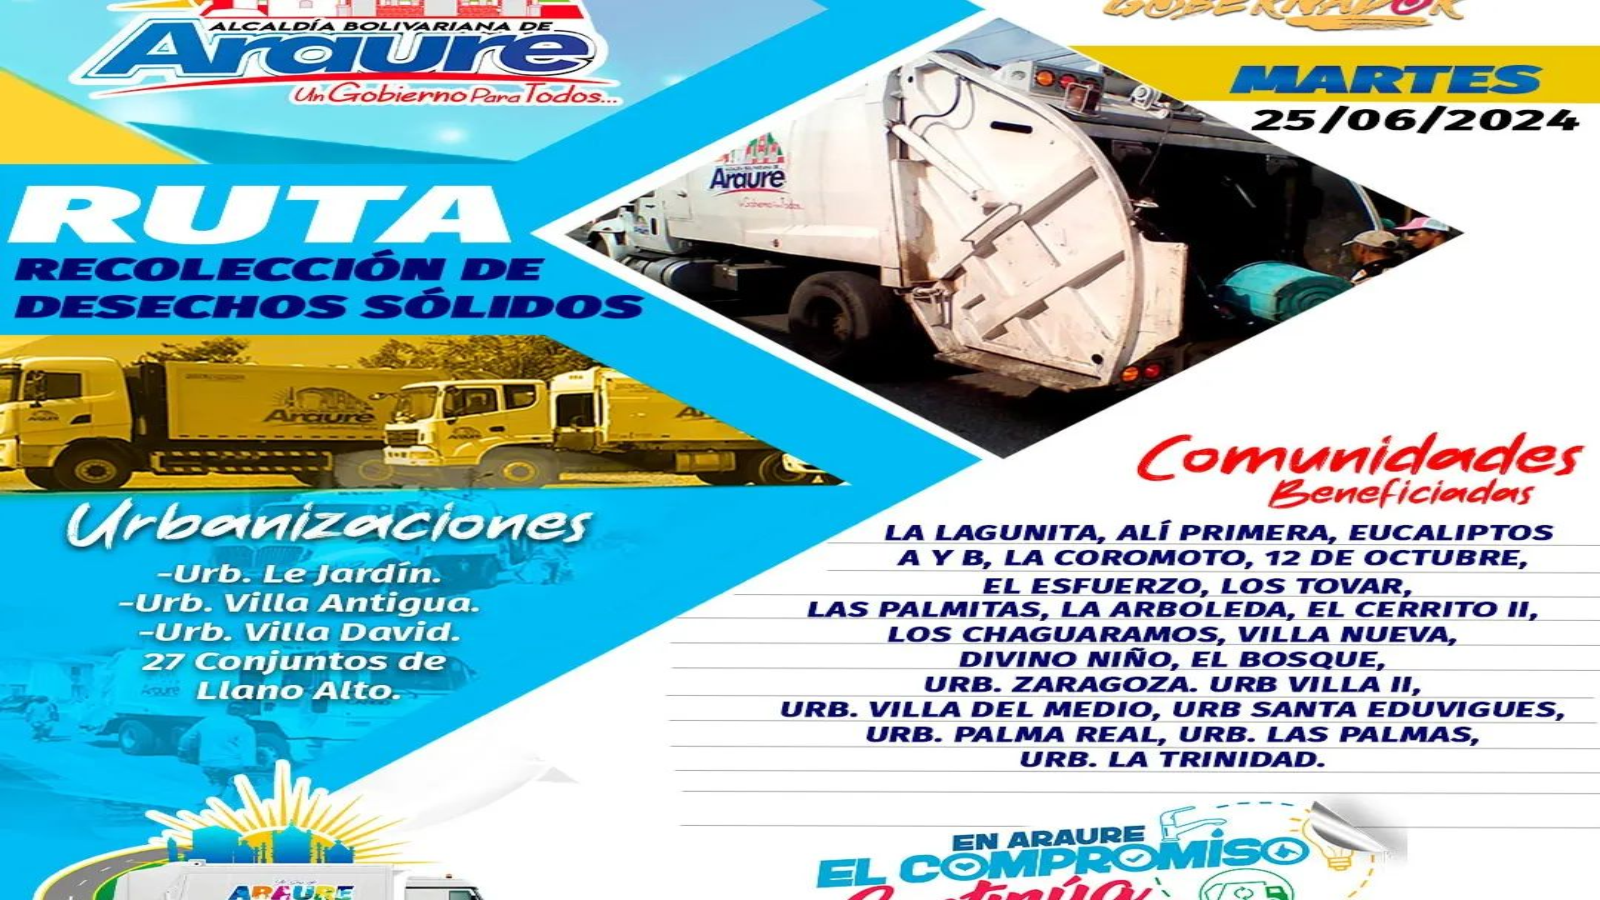 ALCALDÍA BOLIVARIANA DE
Araure
Un Gobierno Para Todos...
GOBERNADOR
MARTES
25/06/2024
RUTA
RECOLECCIÓN DE
DESECHOS SÓLIDOS
Araure
Araure
Araure
Urbanizaciones
-Urb. Le Jardín.
-Urb. Villa Antigua.
-Urb. Villa David.
27 Conjuntos de
Llano Alto.
Comunidades
Beneficiadas
LA LAGUNITA, ALÍ PRIMERA, EUCALIPTOS
A Y B, LA COROMOTO, 12 DE OCTUBRE,
EL ESFUERZO, LOS TOVAR,
LAS PALMITAS, LA ARBOLEDA, EL CERRITO II,
LOS CHAGUARAMOS, VILLA NUEVA,
DIVINO NIÑO, EL BOSQUE,
URB. ZARAGOZA. URB VILLA II,
URB. VILLA DEL MEDIO, URB SANTA EDUVIGUES,
URB. PALMA REAL, URB. LAS PALMAS,
URB. LA TRINIDAD.
ARAURE
EN ARAURE
EL COMPROMISO
Continúa